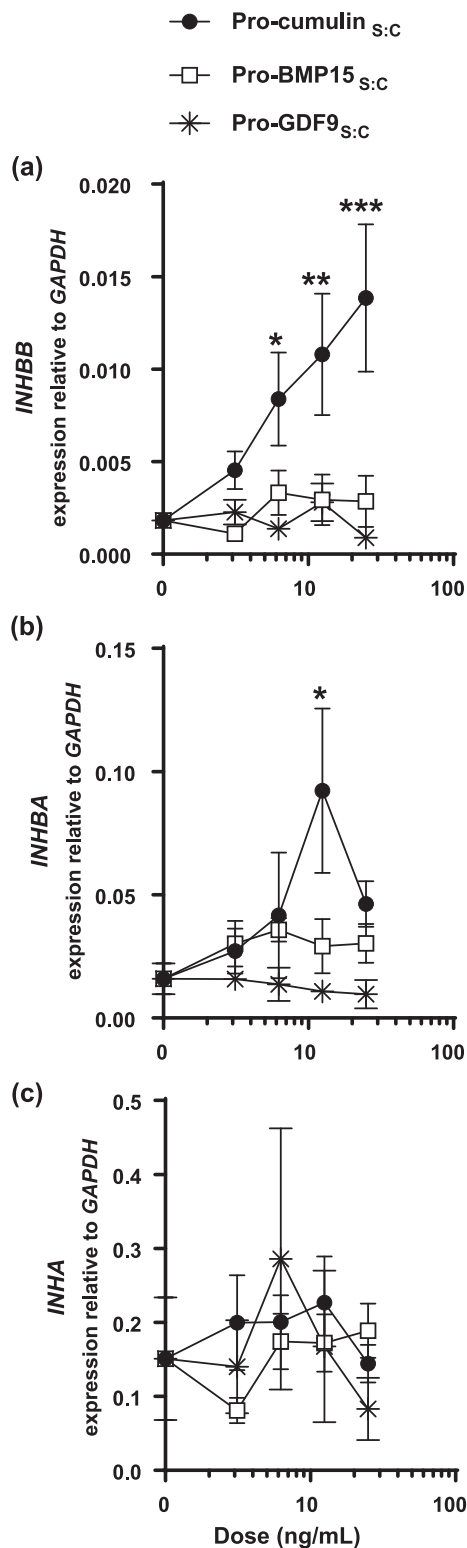 Pro-cumulin S:C
Pro-BMP15 S:C
Pro-GDF9 S:C
(a)
INHBB
expression relative to GAPDH
0.020
0.015
0.010
0.005
0.000
*
**
***
0 10 100
(b)
INHBA
expression relative to GAPDH
0.15
0.10
0.05
0.00
*
0 10 100
(c)
INHA
expression relative to GAPDH
0.5
0.4
0.3
0.2
0.1
0.0
0 10 100
Dose (ng/mL)